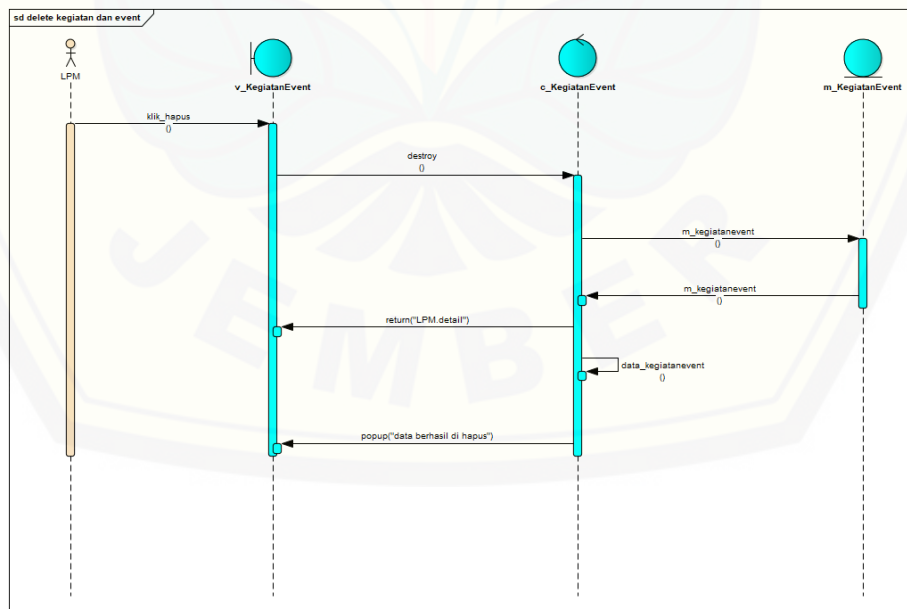 sd delete kegiatan dan event
LPM
v_KegiatanEvent
c_KegiatanEvent
m_KegiatanEvent
klik_hapus
()
destroy
()
m_kegiatanevent
()
m_kegiatanevent
()
return("LPM.detail")
data_kegiatanevent
()
popup("data berhasil di hapus")
JEMBER